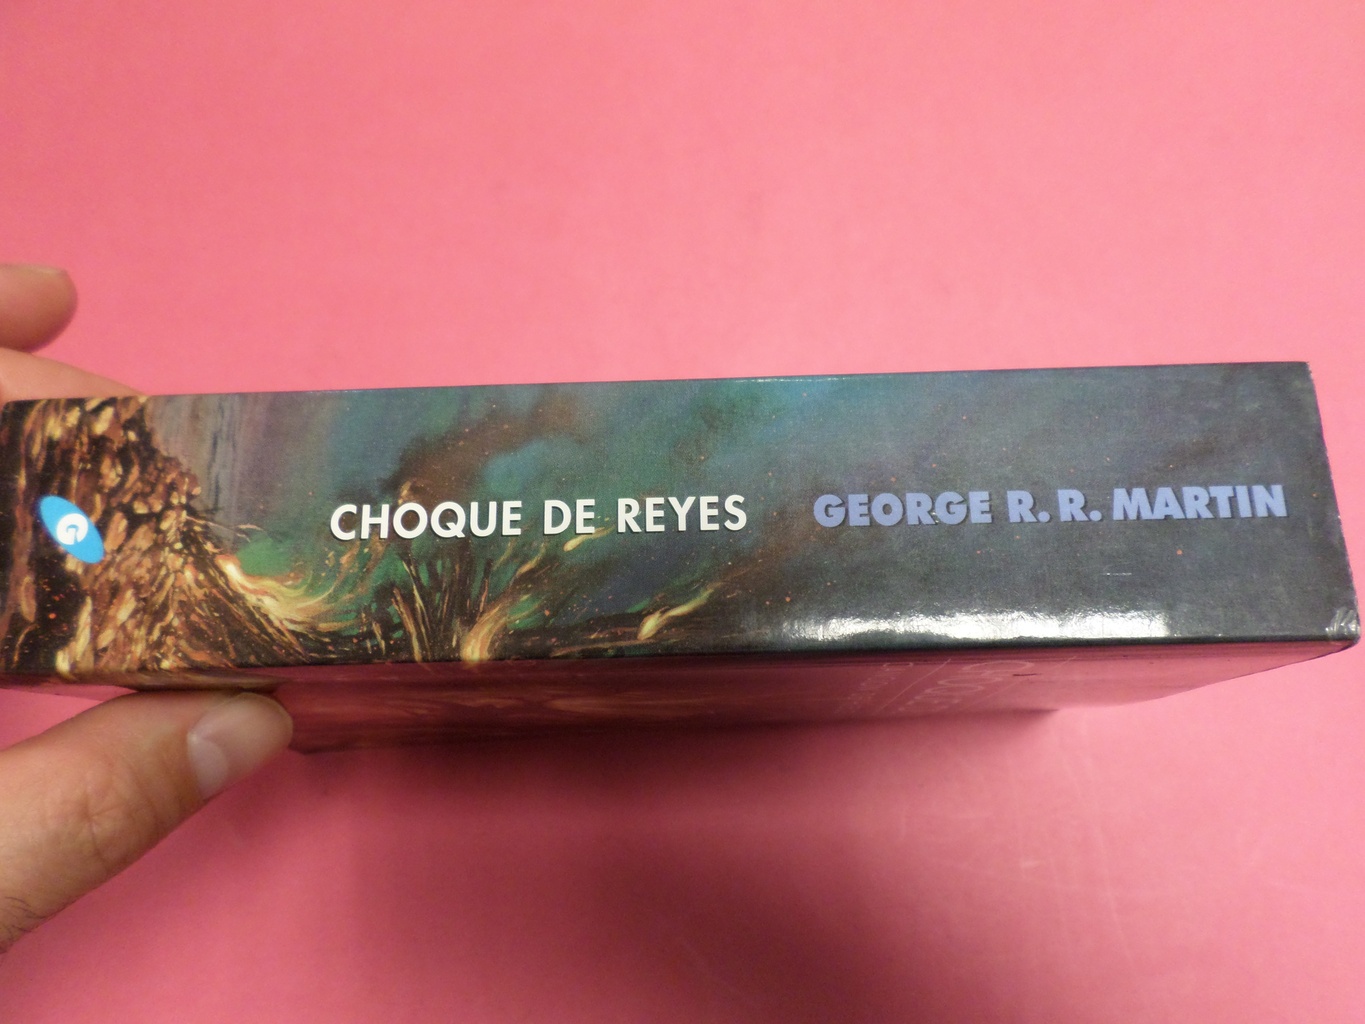 CHOQUE DE REYES
GEORGE R. R. MARTIN
G